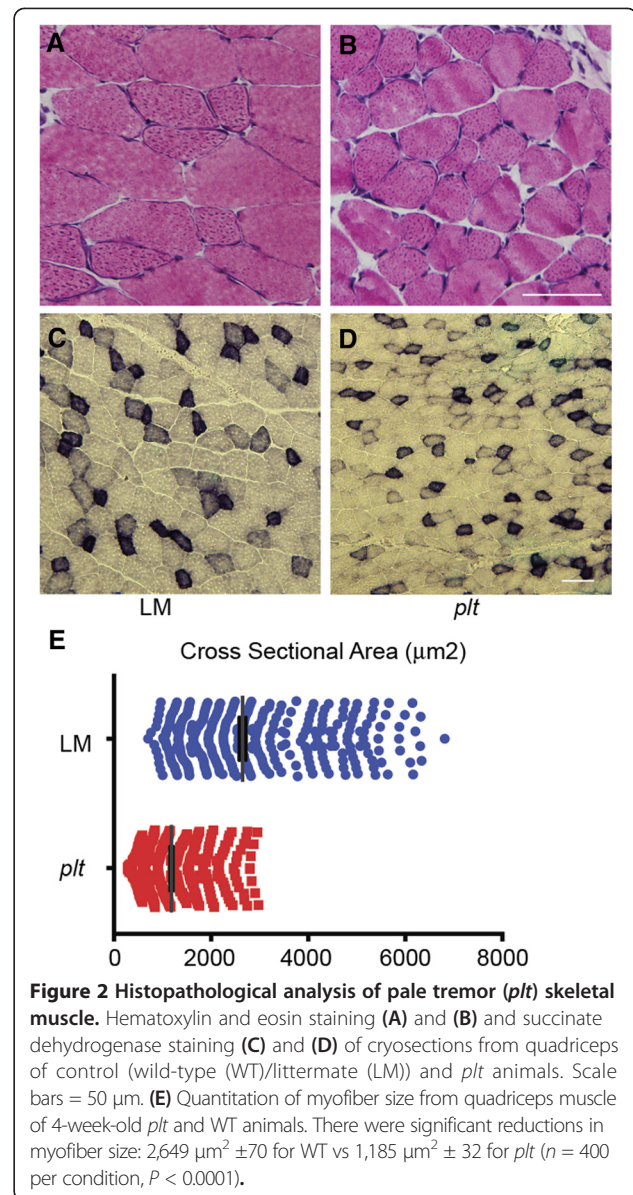 A
B
C
D
LM
plt
E
Cross Sectional Area (μm2)
LM
plt
0
2000
4000
6000
8000
Figure 2 Histopathological analysis of pale tremor (plt) skeletal
muscle. Hematoxylin and eosin staining (A) and (B) and succinate
dehydrogenase staining (C) and (D) of cryosections from quadriceps
of control (wild-type (WT)/littermate (LM)) and plt animals. Scale
bars = 50 μm. (E) Quantitation of myofiber size from quadriceps muscle
of 4-week-old plt and WT animals. There were significant reductions in
myofiber size: 2,649 μm² ±70 for WT vs 1,185 μm² ± 32 for plt (n = 400
per condition, P < 0.0001).